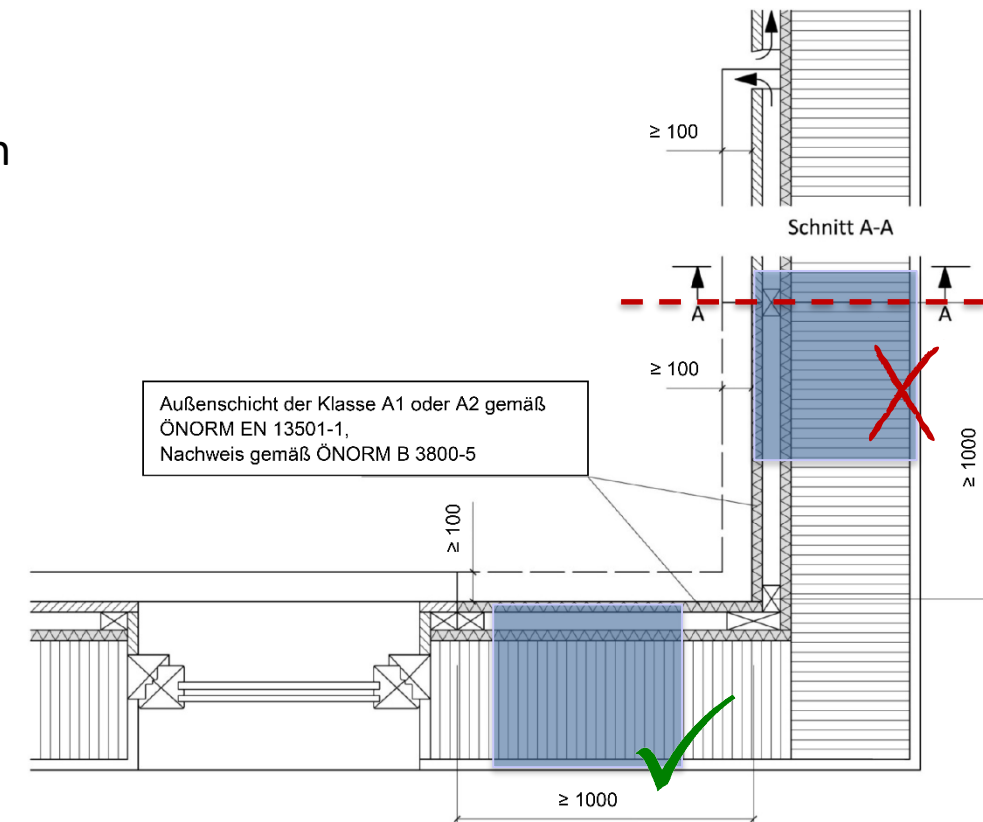 n
≥ 100
Schnitt A-A
A
A
≥ 100
Außenschicht der Klasse A1 oder A2 gemäß
ÖNORM EN 13501-1,
Nachweis gemäß ÖNORM B 3800-5
≥ 1000
≥ 100
≥ 1000